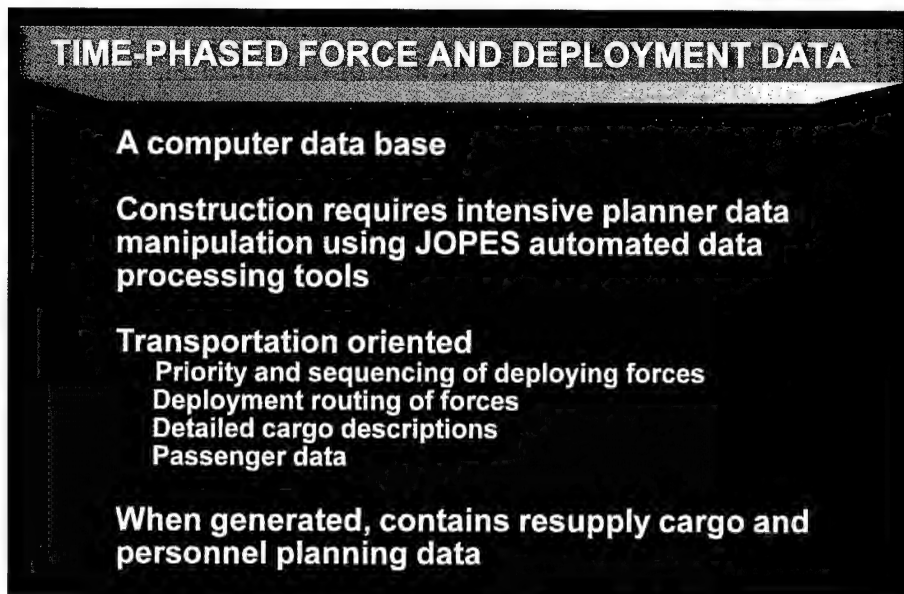 TIME-PHASED FORCE AND DEPLOYMENT DATA
A computer data base
Construction requires intensive planner data
manipulation using JOPES automated data
processing tools
Transportation oriented
Priority and sequencing of deploying forces
Deployment routing of forces
Detailed cargo descriptions
Passenger data
When generated, contains resupply cargo and
personnel planning data